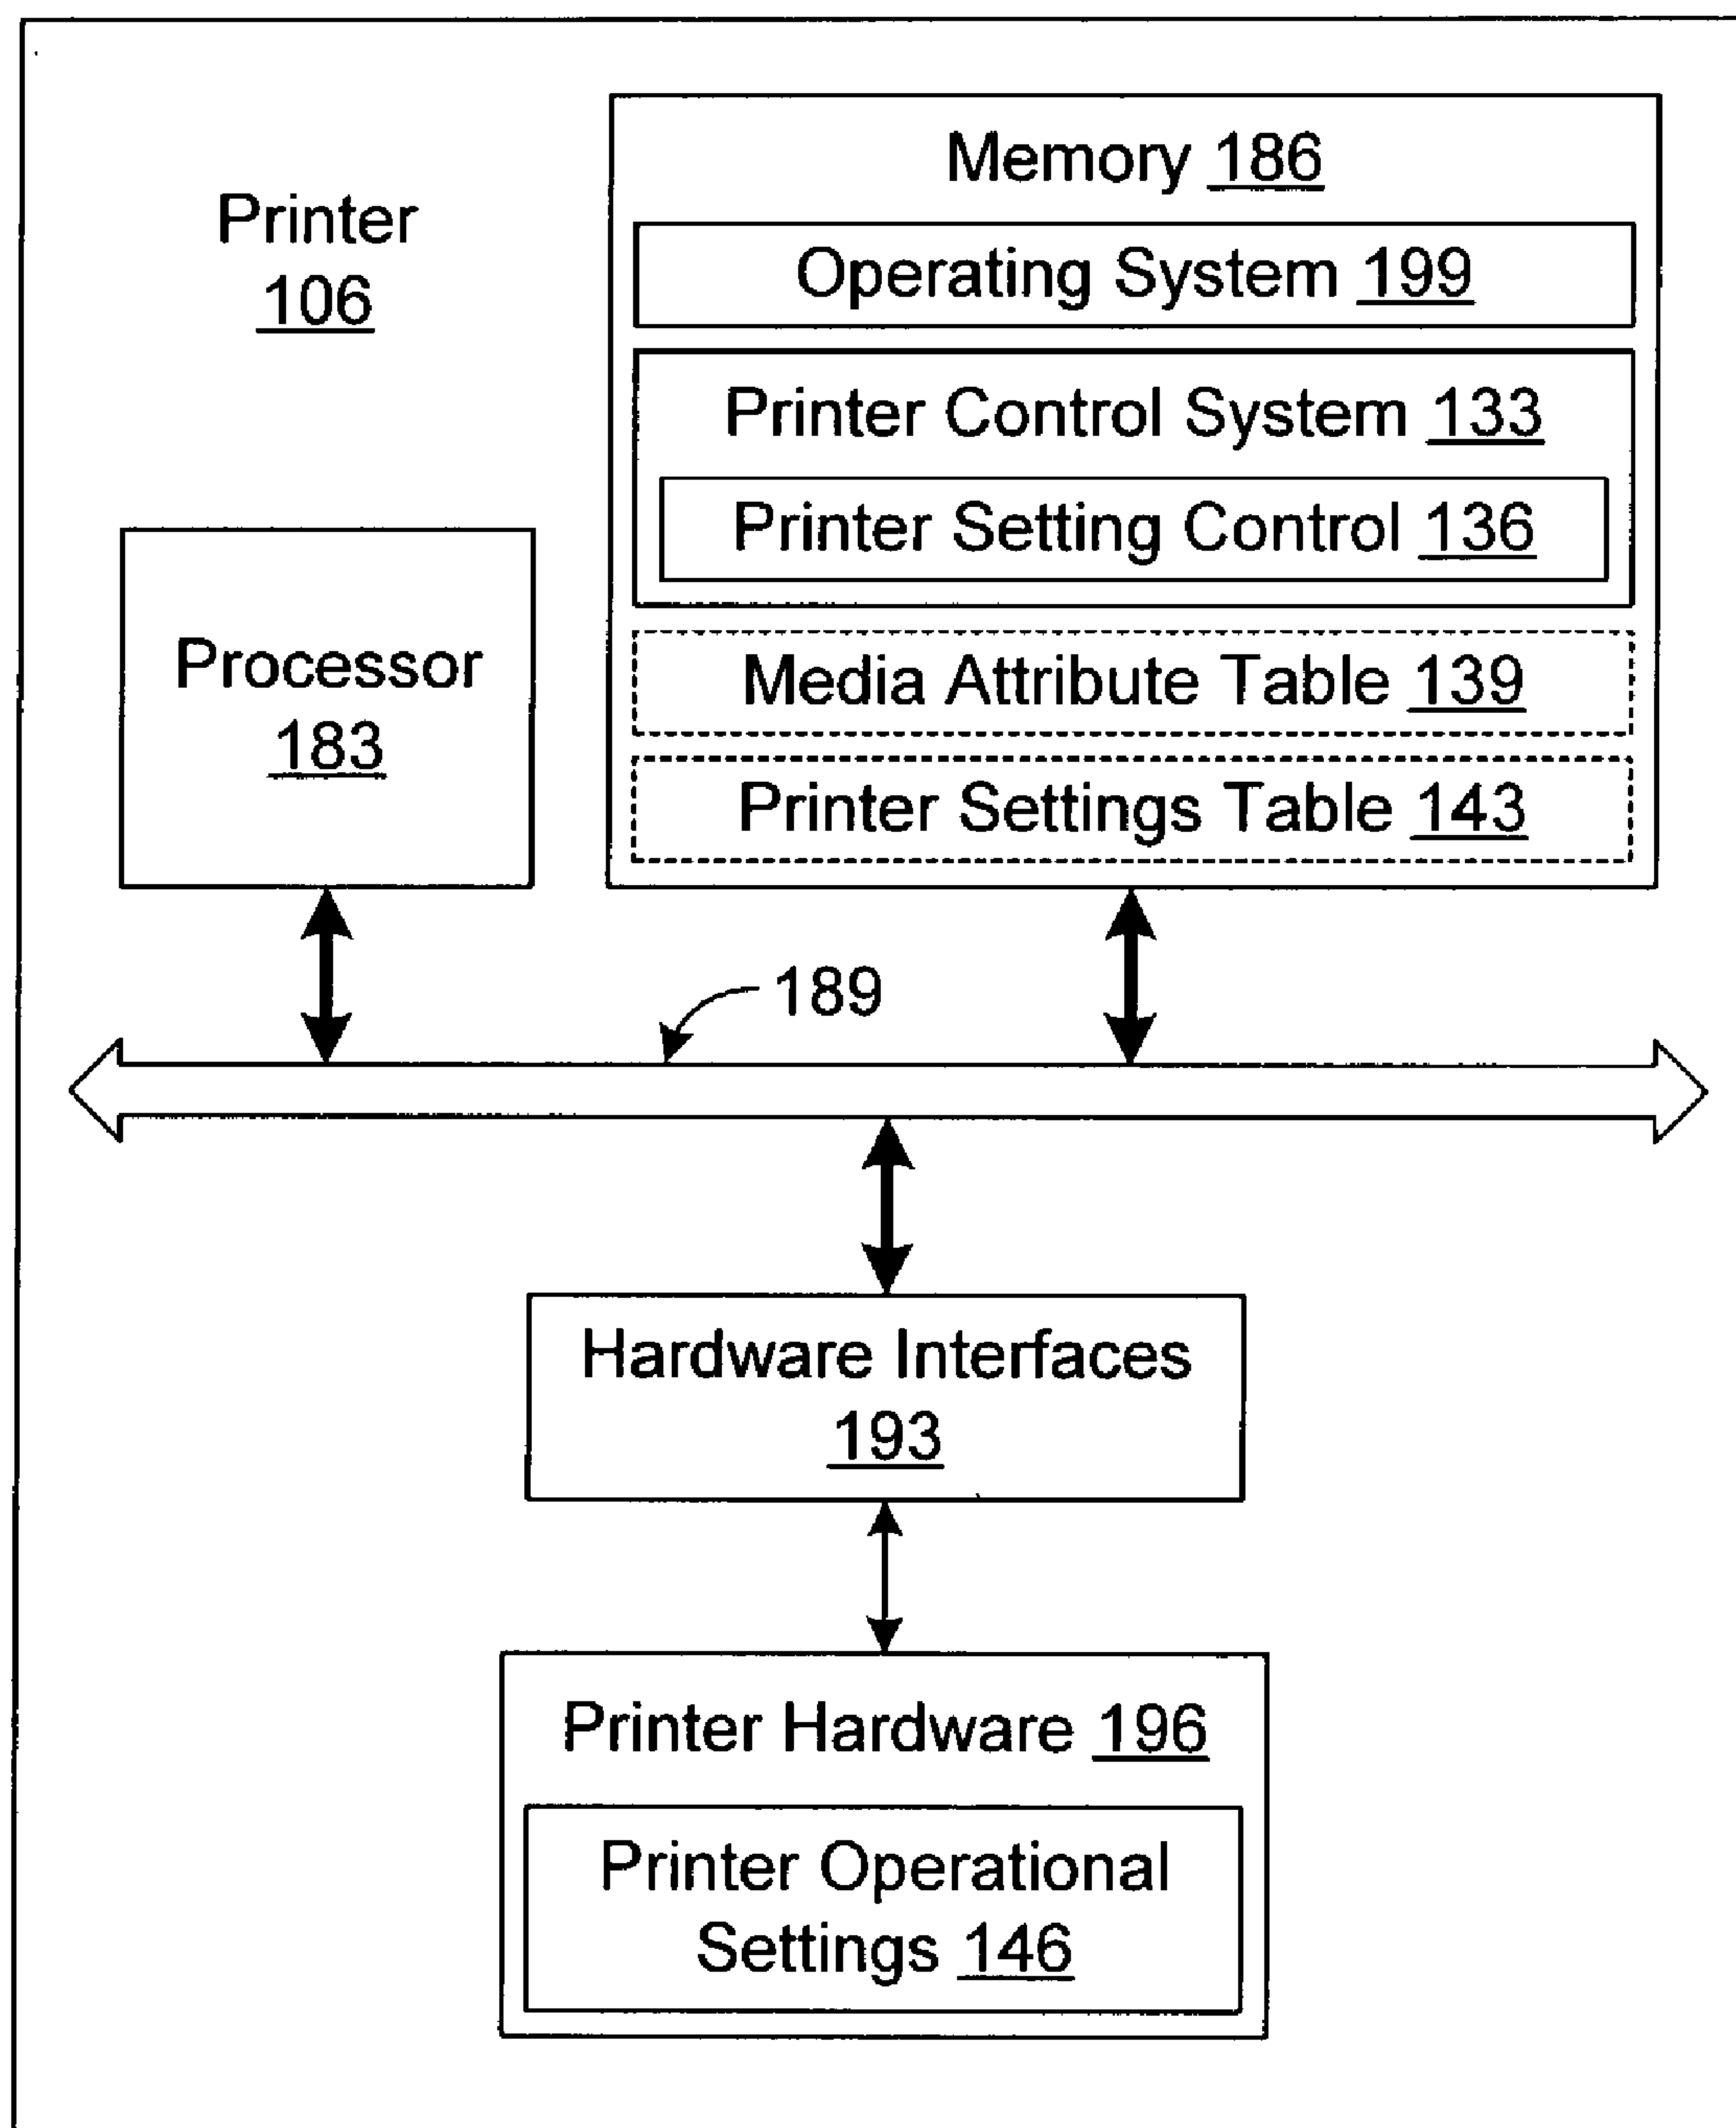 Printer
106
Memory 186
Operating System 199
Printer Control System 133
Printer Setting Control 136
Media Attribute Table 139
Printer Settings Table 143
Processor
183
189
Hardware Interfaces
193
Printer Hardware 196
Printer Operational
Settings 146